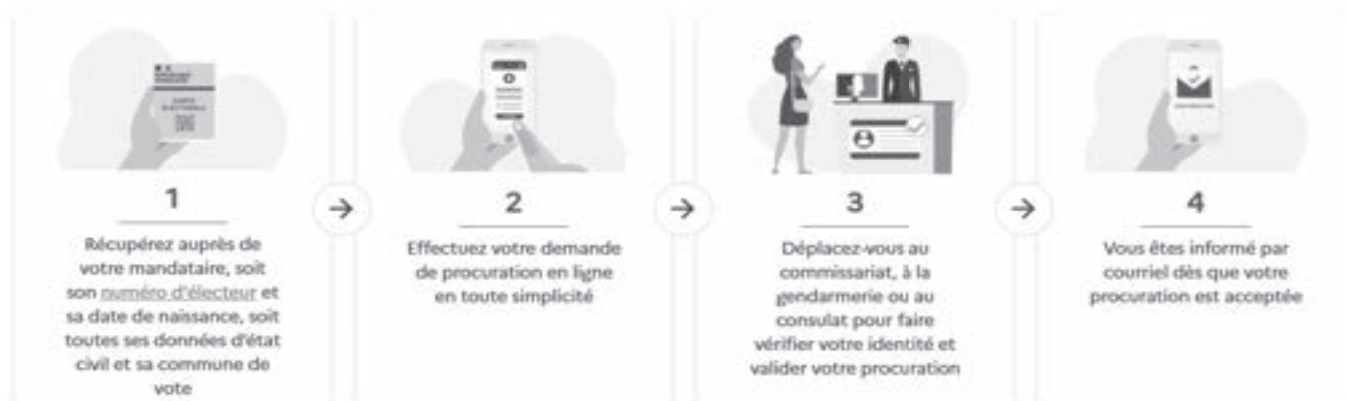 CARTE
ÉLECTORALE
1
Récupérez auprès de
votre mandataire, soit
son numéro d'électeur et
sa date de naissance, soit
toutes ses données d'état
civil et sa commune de
vote
2
Effectuez votre demande
de procuration en ligne
en toute simplicité
3
Déplacez-vous au
commissariat, à la
gendarmerie ou au
consulat pour faire
vérifier votre identité et
valider votre procuration
4
Vous êtes informé par
courriel dès que votre
procuration est acceptée